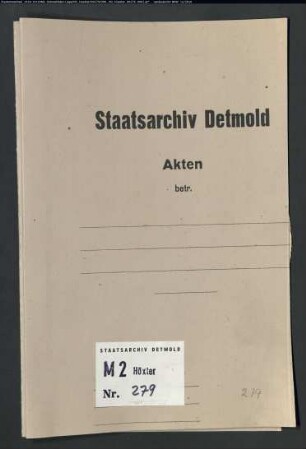 Staatsarchiv Detmold
Akten
betr.
STAATSARCHIV DETMOLD
M 2 Höxter
Nr. 279
279